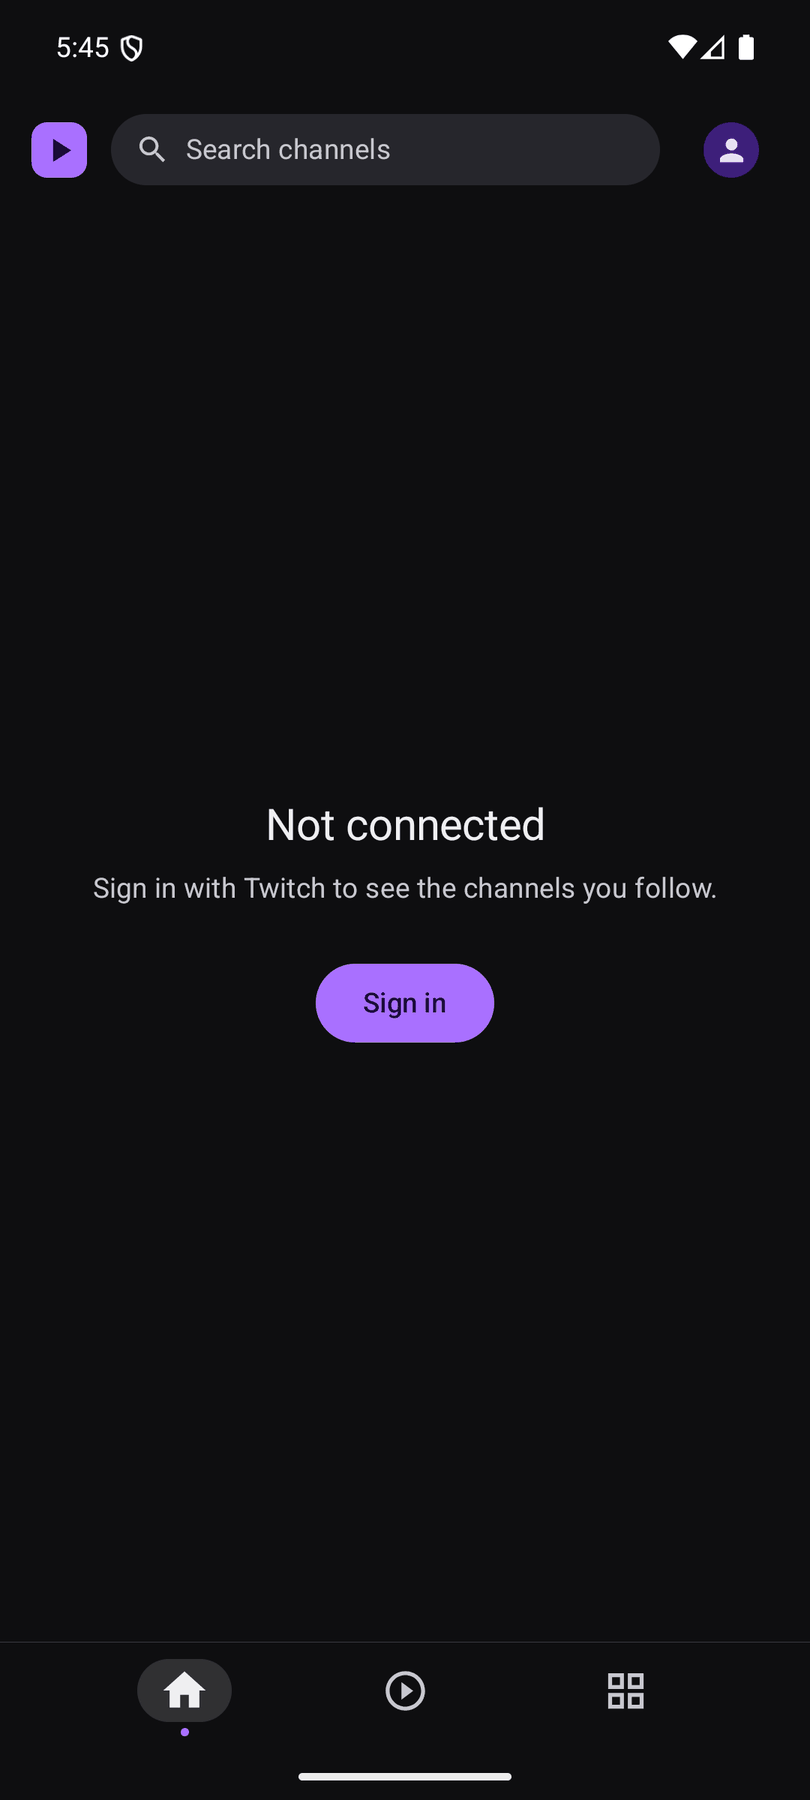 5:45
Search channels
Not connected
Sign in with Twitch to see the channels you follow.
Sign in